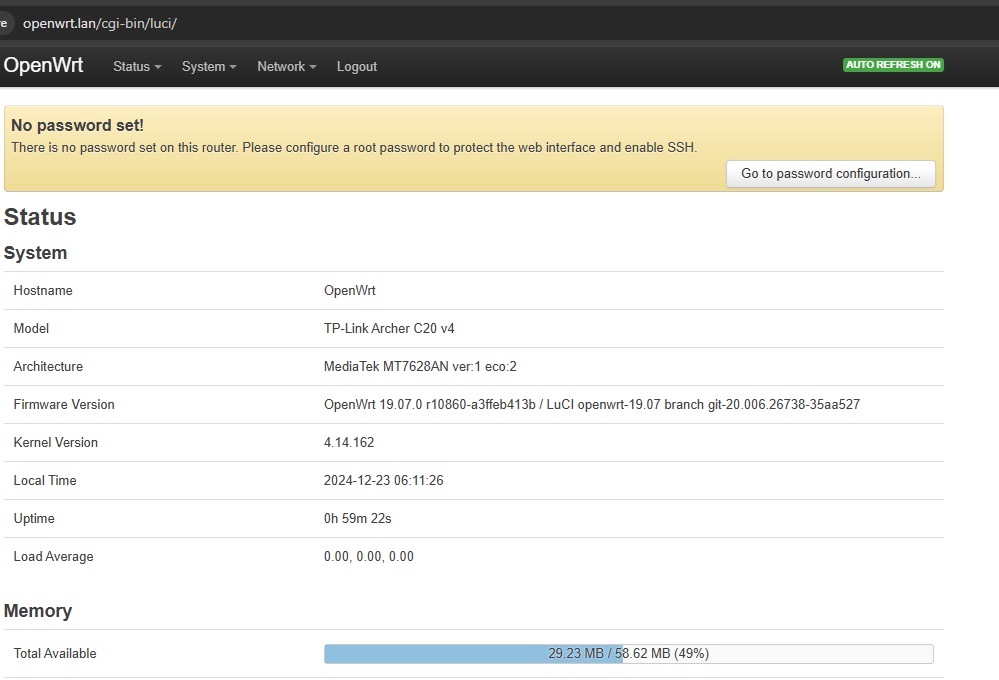 e openwrt.lan/cgi-bin/luci/
OpenWrt Status System Network Logout AUTO REFRESH ON
No password set!
There is no password set on this router. Please configure a root password to protect the web interface and enable SSH.
Go to password configuration...
Status
System
Hostname OpenWrt
Model TP-Link Archer C20 v4
Architecture MediaTek MT7628AN ver:1 eco:2
Firmware Version OpenWrt 19.07.0 r10860-a3ffeb413b / LuCI openwrt-19.07 branch git-20.006.26738-35aa527
Kernel Version 4.14.162
Local Time 2024-12-23 06:11:26
Uptime 0h 59m 22s
Load Average 0.00, 0.00, 0.00
Memory
Total Available 29.23 MB / 58.62 MB (49%)